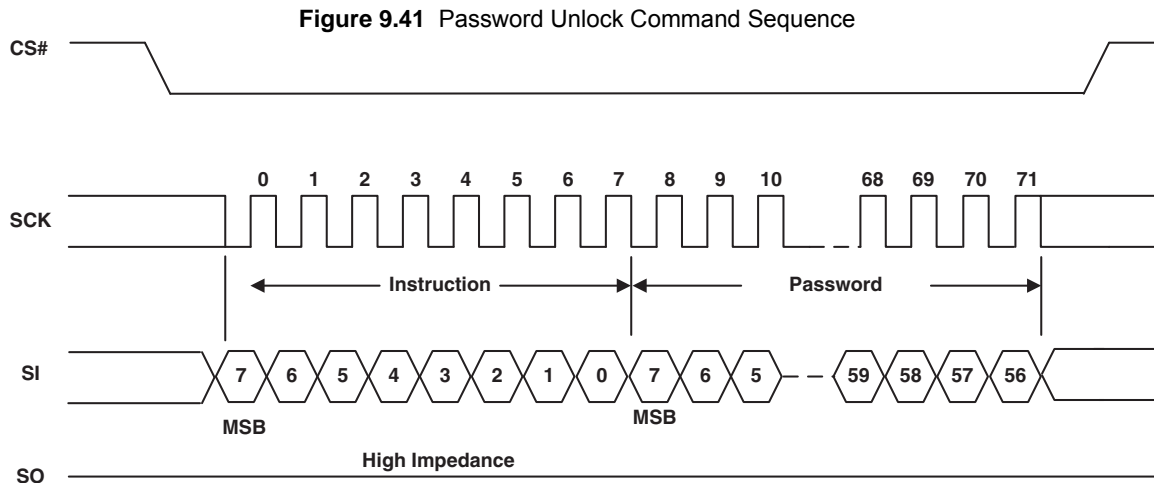 Figure 9.41 Password Unlock Command Sequence
CS#
0 1 2 3 4 5 6 7 8 9 10 68 69 70 71
SCK
Instruction Password
SI 7 6 5 4 3 2 1 0 7 6 5 59 58 57 56
MSB MSB
High Impedance
SO